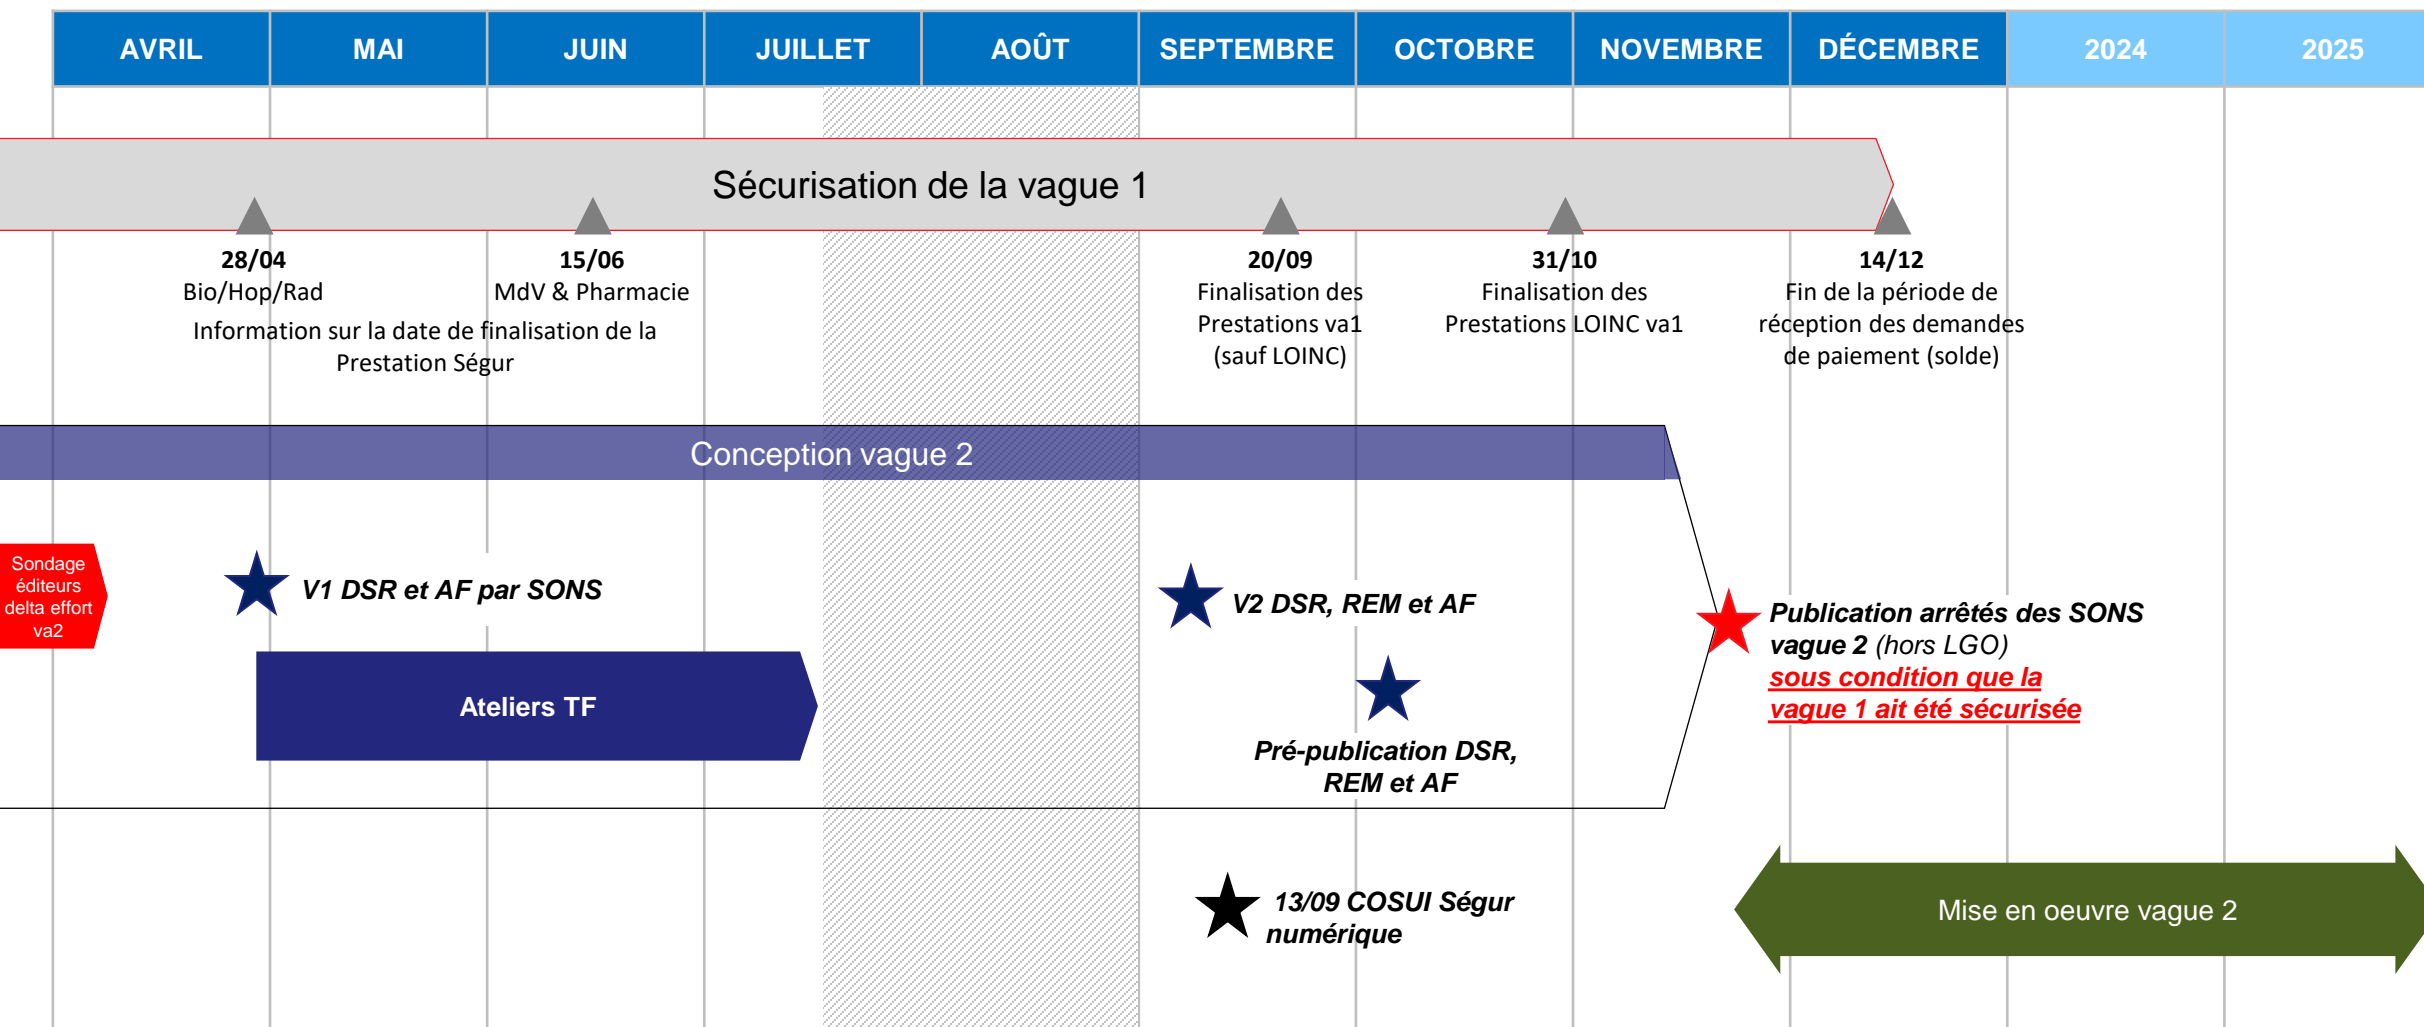 AVRIL MAI JUIN JUILLET AOÛT SEPTEMBRE OCTOBRE NOVEMBRE DÉCEMBRE 2024 2025
Sécurisation de la vague 1
28/04
Bio/Hop/Rad
15/06
MdV & Pharmacie
Information sur la date de finalisation de la
Prestation Ségur
20/09
Finalisation des
Prestations va1
(sauf LOINC)
31/10
Finalisation des
Prestations LOINC va1
14/12
Fin de la période de
réception des demandes
de paiement (solde)
Conception vague 2
Sondage
éditeurs
delta effort
va2
V1 DSR et AF par SONS
V2 DSR, REM et AF
Publication arrêtés des SONS
vague 2 (hors LGO)
sous condition que la
vague 1 ait été sécurisée
Ateliers TF
Pré-publication DSR,
REM et AF
13/09 COSUI Ségur
numérique
Mise en oeuvre vague 2